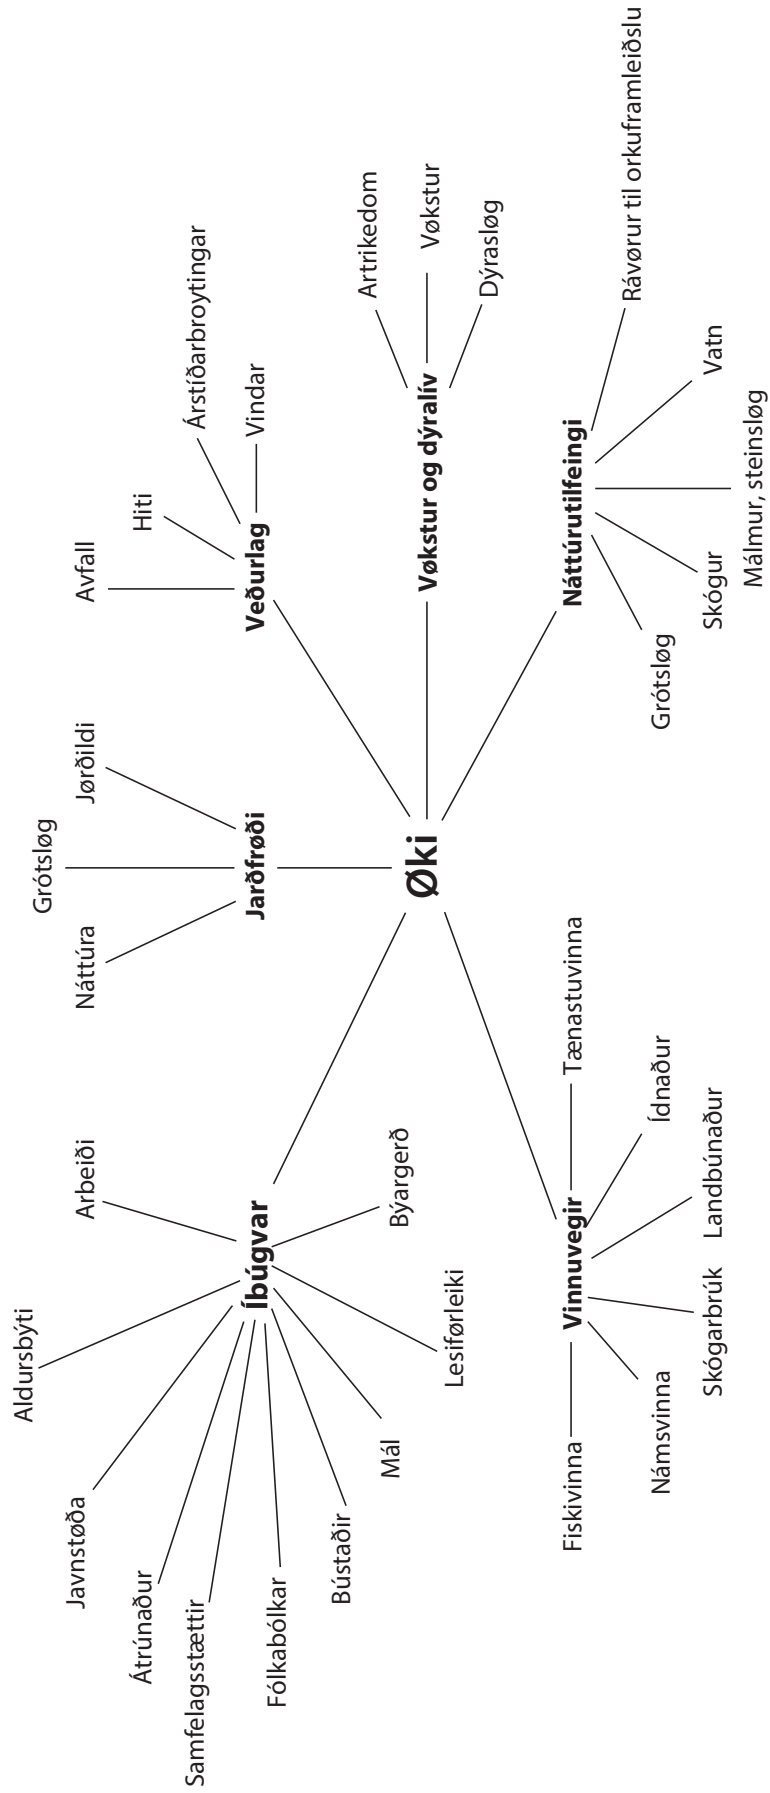 Øki
Íbúgvar
Arbeiði
Aldursbýti
Javnstøða
Átrúnaður
Samfelagsstættir
Fólkabólkar
Bústaðir
Mál
Lesiførleiki
Býargerð
Jarðfrøði
Náttúra
Grótsløg
Jørðildi
Veðurlag
Avfall
Hiti
Árstíðarbroytingar
Vindar
Vøkstur og dýralív
Artrikedom
Vøkstur
Dýrasløg
Náttúrutilfeingi
Rávørur til orkuframleiðslu
Vatn
Málmur, steinsløg
Skógur
Grótsløg
Vinnuvegir
Tænastuvinna
Ídnaður
Landbúnaður
Skógarbrúk
Námsvinna
Fiskivinna